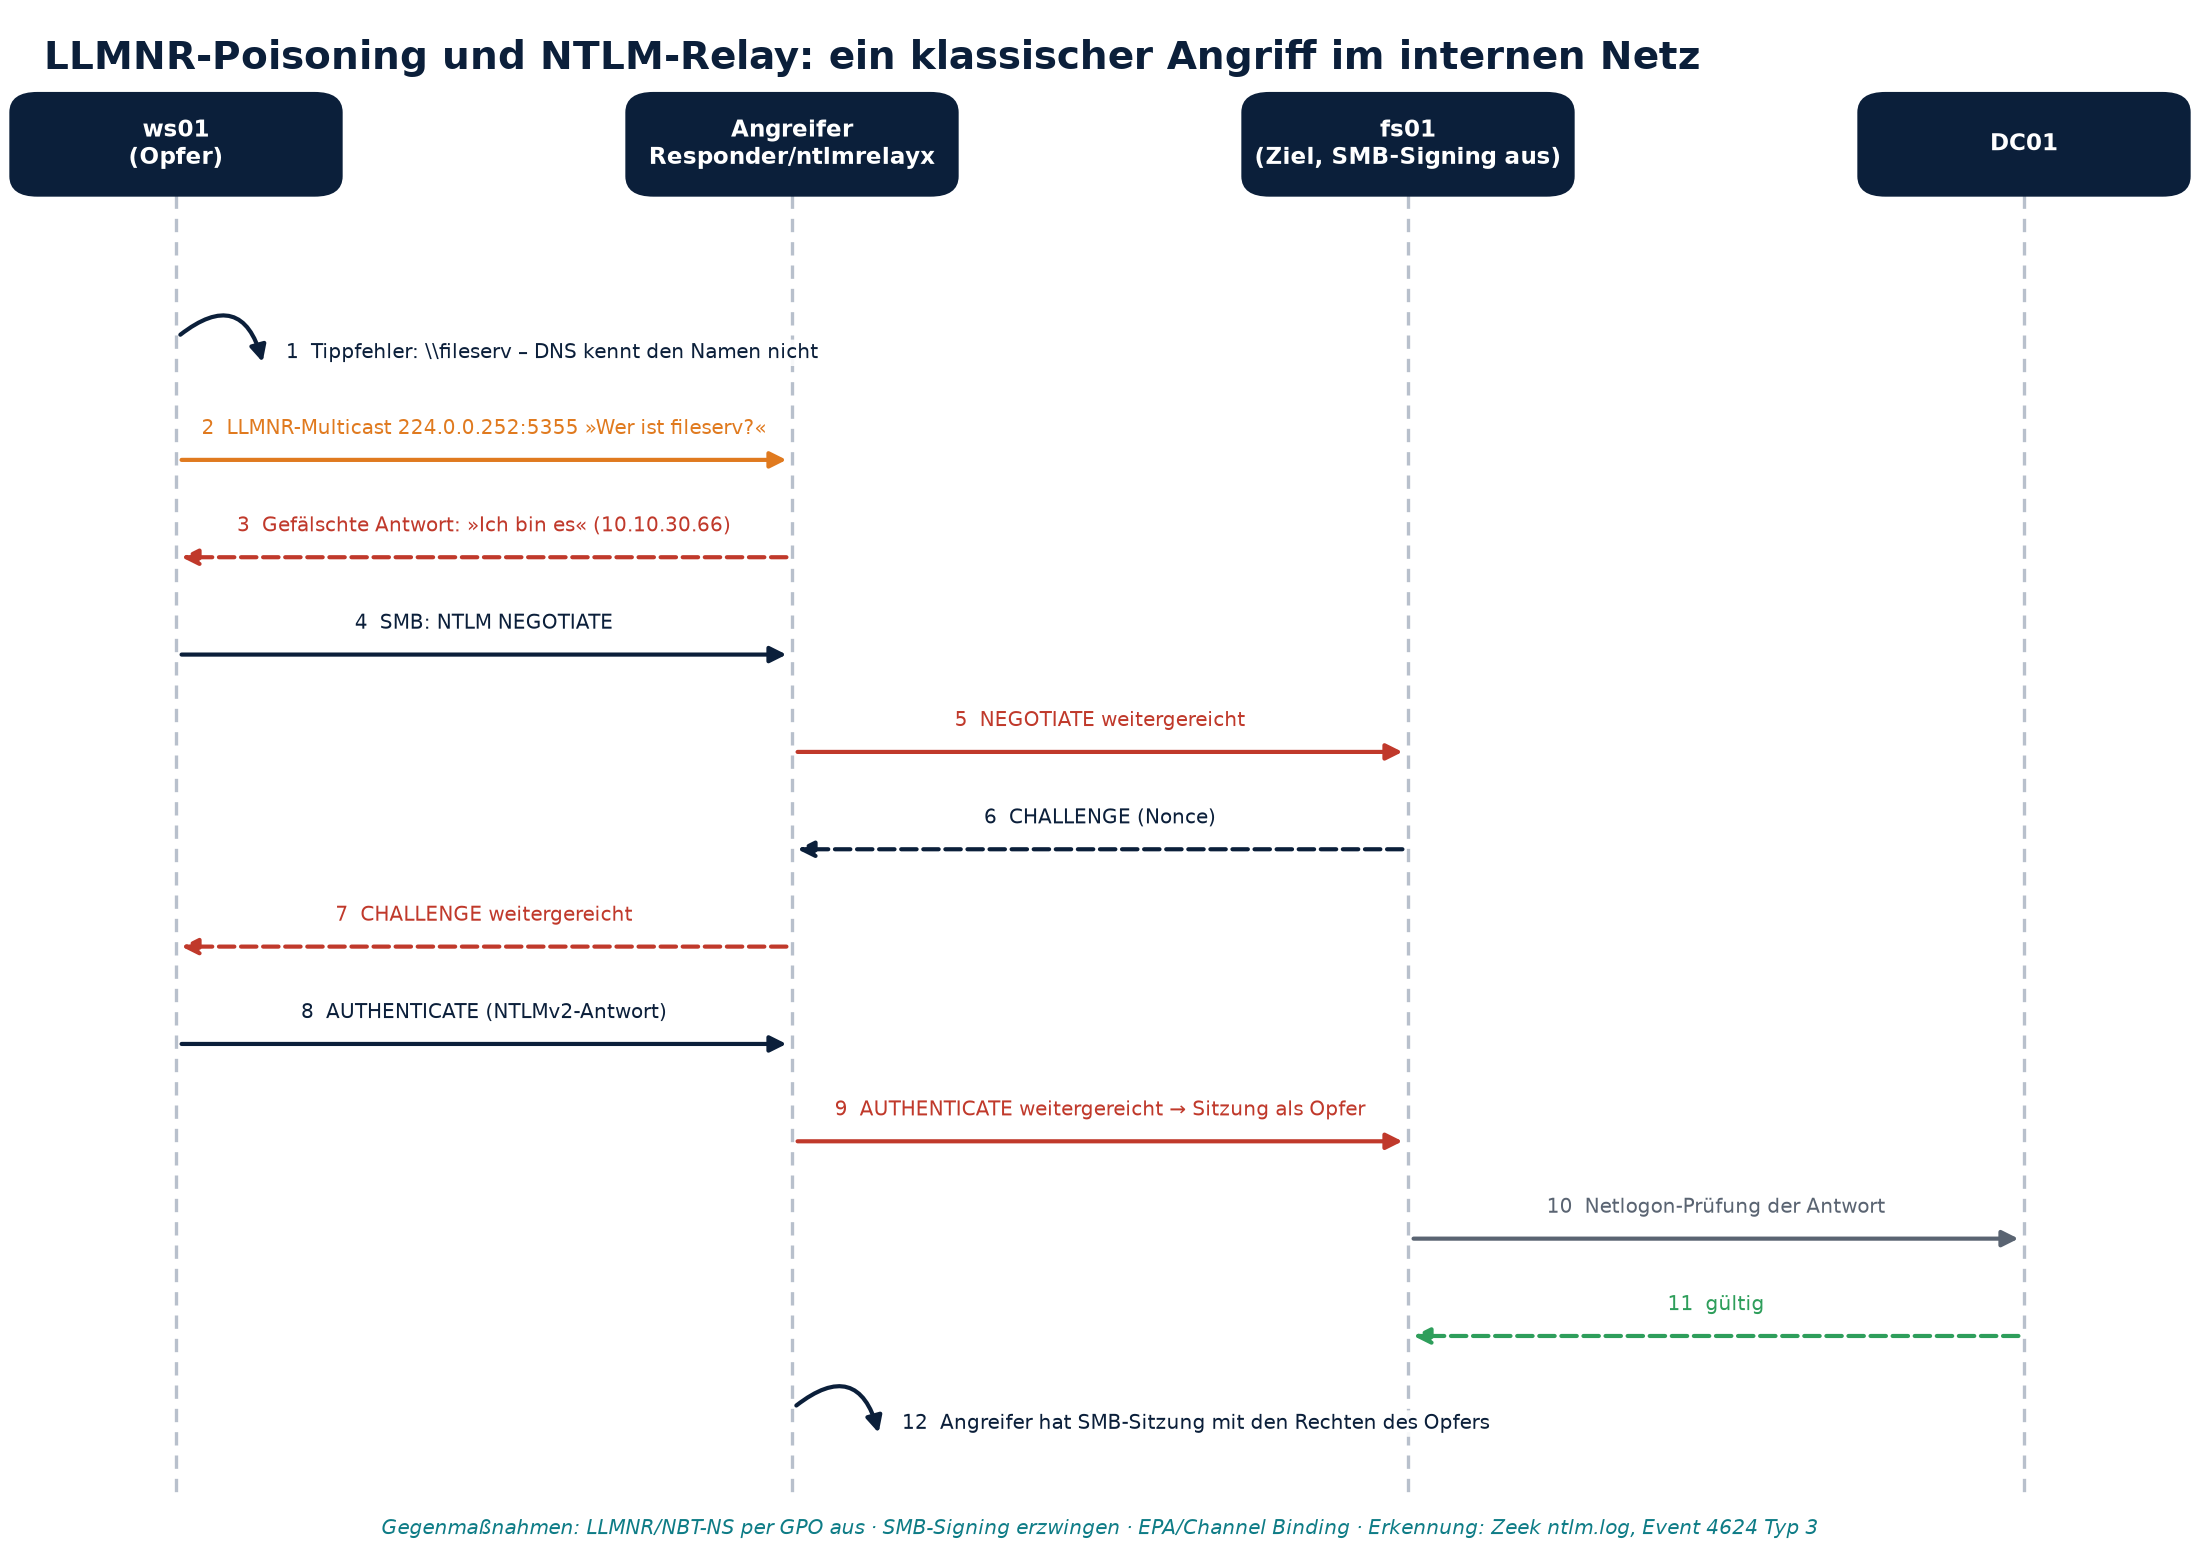 LLMNR-Poisoning und NTLM-Relay: ein klassischer Angriff im internen Netz
ws01
(Opfer)
Angreifer
Responder/ntlmrelayx
fs01
(Ziel, SMB-Signing aus)
DC01
1  Tippfehler: \\fileserv – DNS kennt den Namen nicht
2  LLMNR-Multicast 224.0.0.252:5355 »Wer ist fileserv?«
3  Gefälschte Antwort: »Ich bin es« (10.10.30.66)
4  SMB: NTLM NEGOTIATE
5  NEGOTIATE weitergereicht
6  CHALLENGE (Nonce)
7  CHALLENGE weitergereicht
8  AUTHENTICATE (NTLMv2-Antwort)
9  AUTHENTICATE weitergereicht → Sitzung als Opfer
10  Netlogon-Prüfung der Antwort
11  gültig
12  Angreifer hat SMB-Sitzung mit den Rechten des Opfers
Gegenmaßnahmen: LLMNR/NBT-NS per GPO aus · SMB-Signing erzwingen · EPA/Channel Binding · Erkennung: Zeek ntlm.log, Event 4624 Typ 3